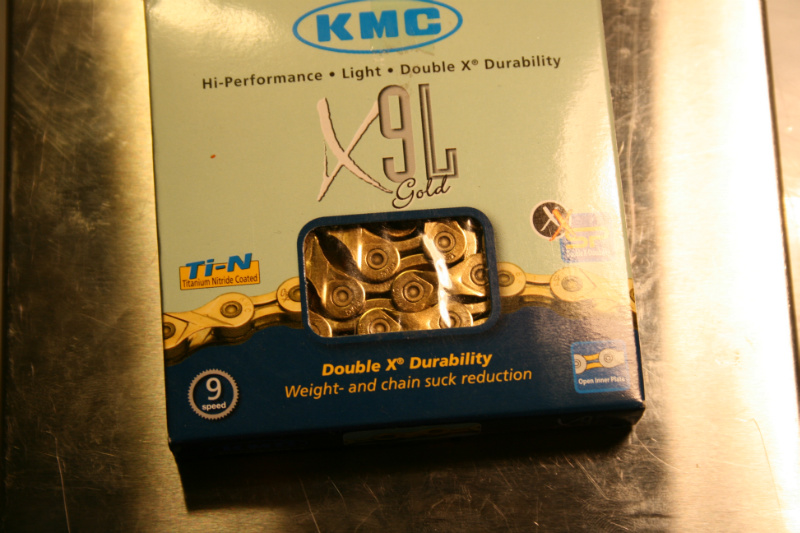 KMC
Hi-Performance • Light • Double X® Durability
X9L
Gold
Ti-N
Titanium Nitride Coated
Double X® Durability
Weight- and chain suck reduction
9
speed
Open Inner Plate